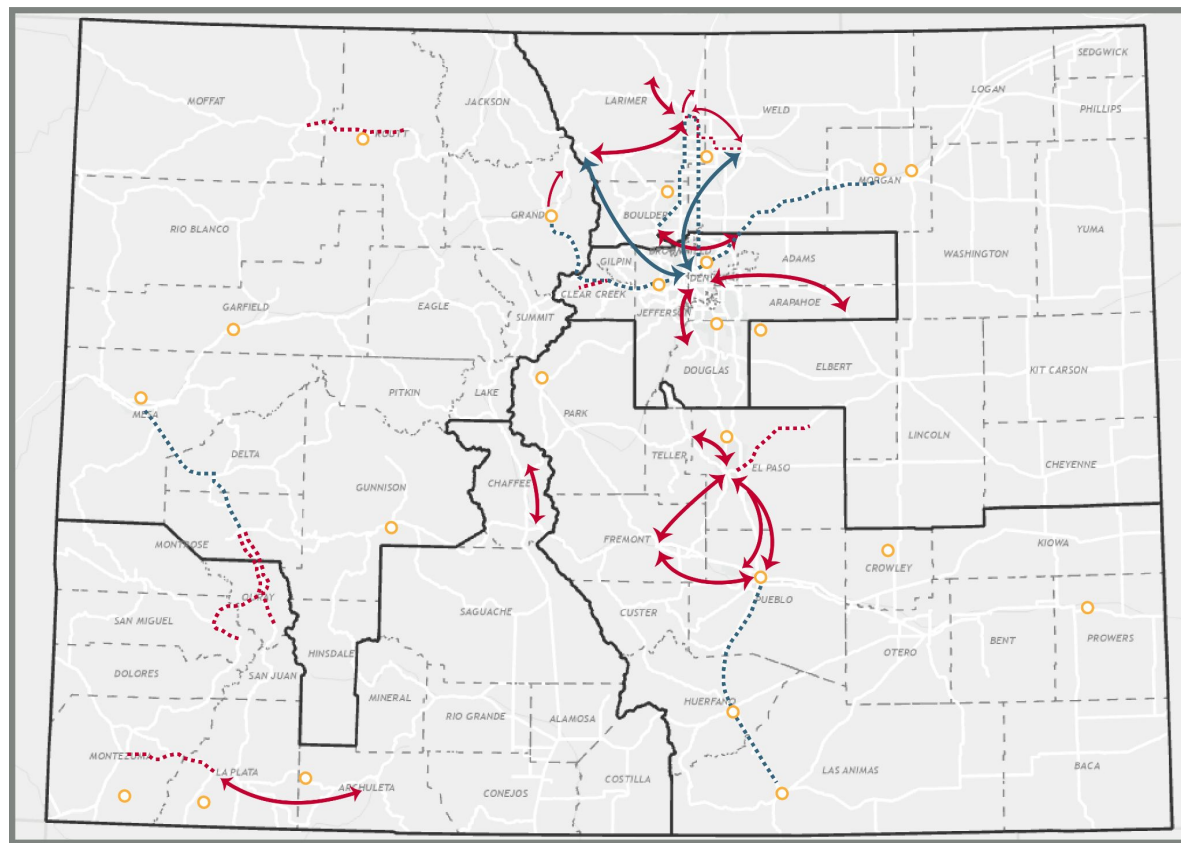 SEDGWICK
LOGAN
MOFFAT
JACKSON
LARIMER
WELD
PHILLIPS
ROUTT
MORGAN
GRAND
BOULDER
RIO BLANCO
YUMA
WASHINGTON
GILPIN
ADAMS
CLEAR CREEK
ARAPAHOE
GARFIELD
EAGLE
SUMMIT
JEFFERSON
DOUGLAS
ELBERT
KIT CARSON
PITKIN
LAKE
MESA
PARK
LINCOLN
DELTA
TELLER
EL PASO
CHEYENNE
GUNNISON
CHAFFEE
MONTROSE
FREMONT
KIOWA
CROWLEY
OURAY
PUEBLO
SAN MIGUEL
SAGUACHE
CUSTER
BENT
PROWERS
HINSDALE
OTERO
DOLORES
SAN JUAN
MINERAL
HUERFANO
RIO GRANDE
ALAMOSA
MONTEZUMA
LA PLATA
LAS ANIMAS
BACA
ARCHULETA
CONEJOS
COSTILLA